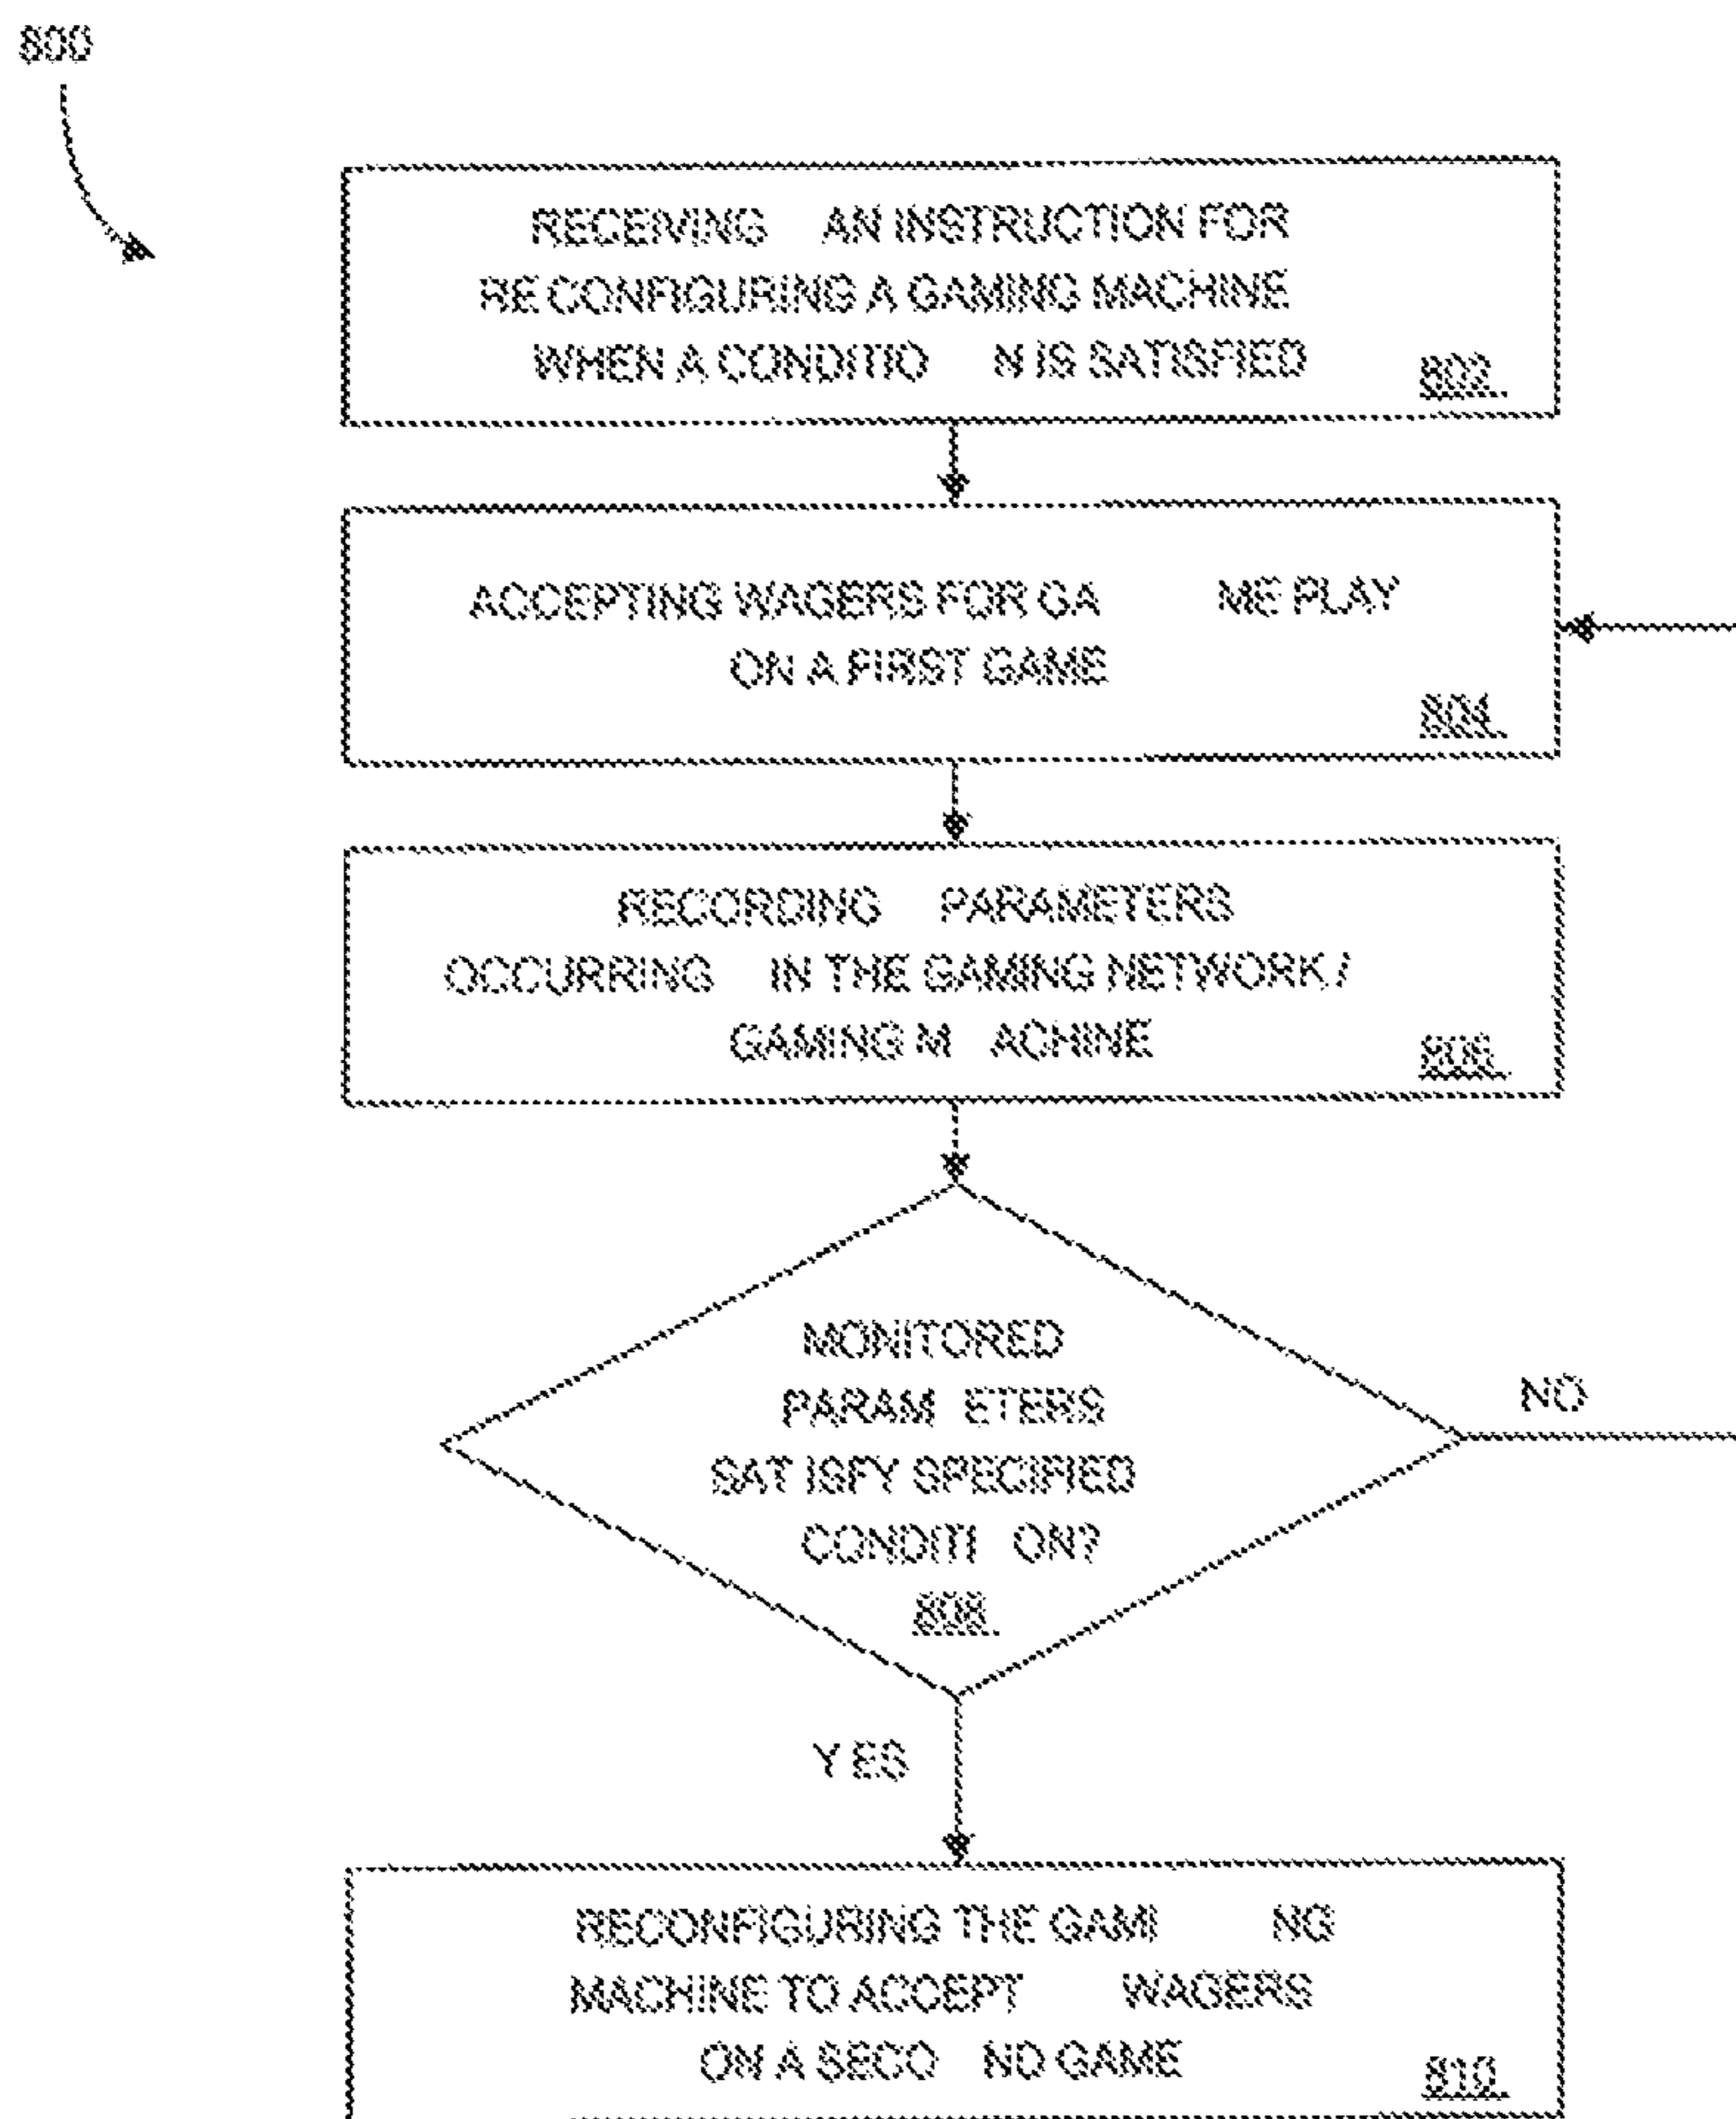 800
RECEIVING AN INSTRUCTION FOR
RE CONFIGURING A GAMING MACHINE
WHEN A CONDITIO N IS SATISFIED
802
ACCEPTING WAGERS FOR GA ME PLAY
ON A FIRST GAME
804
RECORDING PARAMETERS
OCCURRING IN THE GAMING NETWORK /
GAMING M ACHINE
806
MONITORED
PARAM ETERS
SAT ISFY SPECIFIED
CONDITI ON?
808
NO
Y ES
RECONFIGURING THE GAMI NG
MACHINE TO ACCEPT WAGERS
ON A SECO ND GAME
810